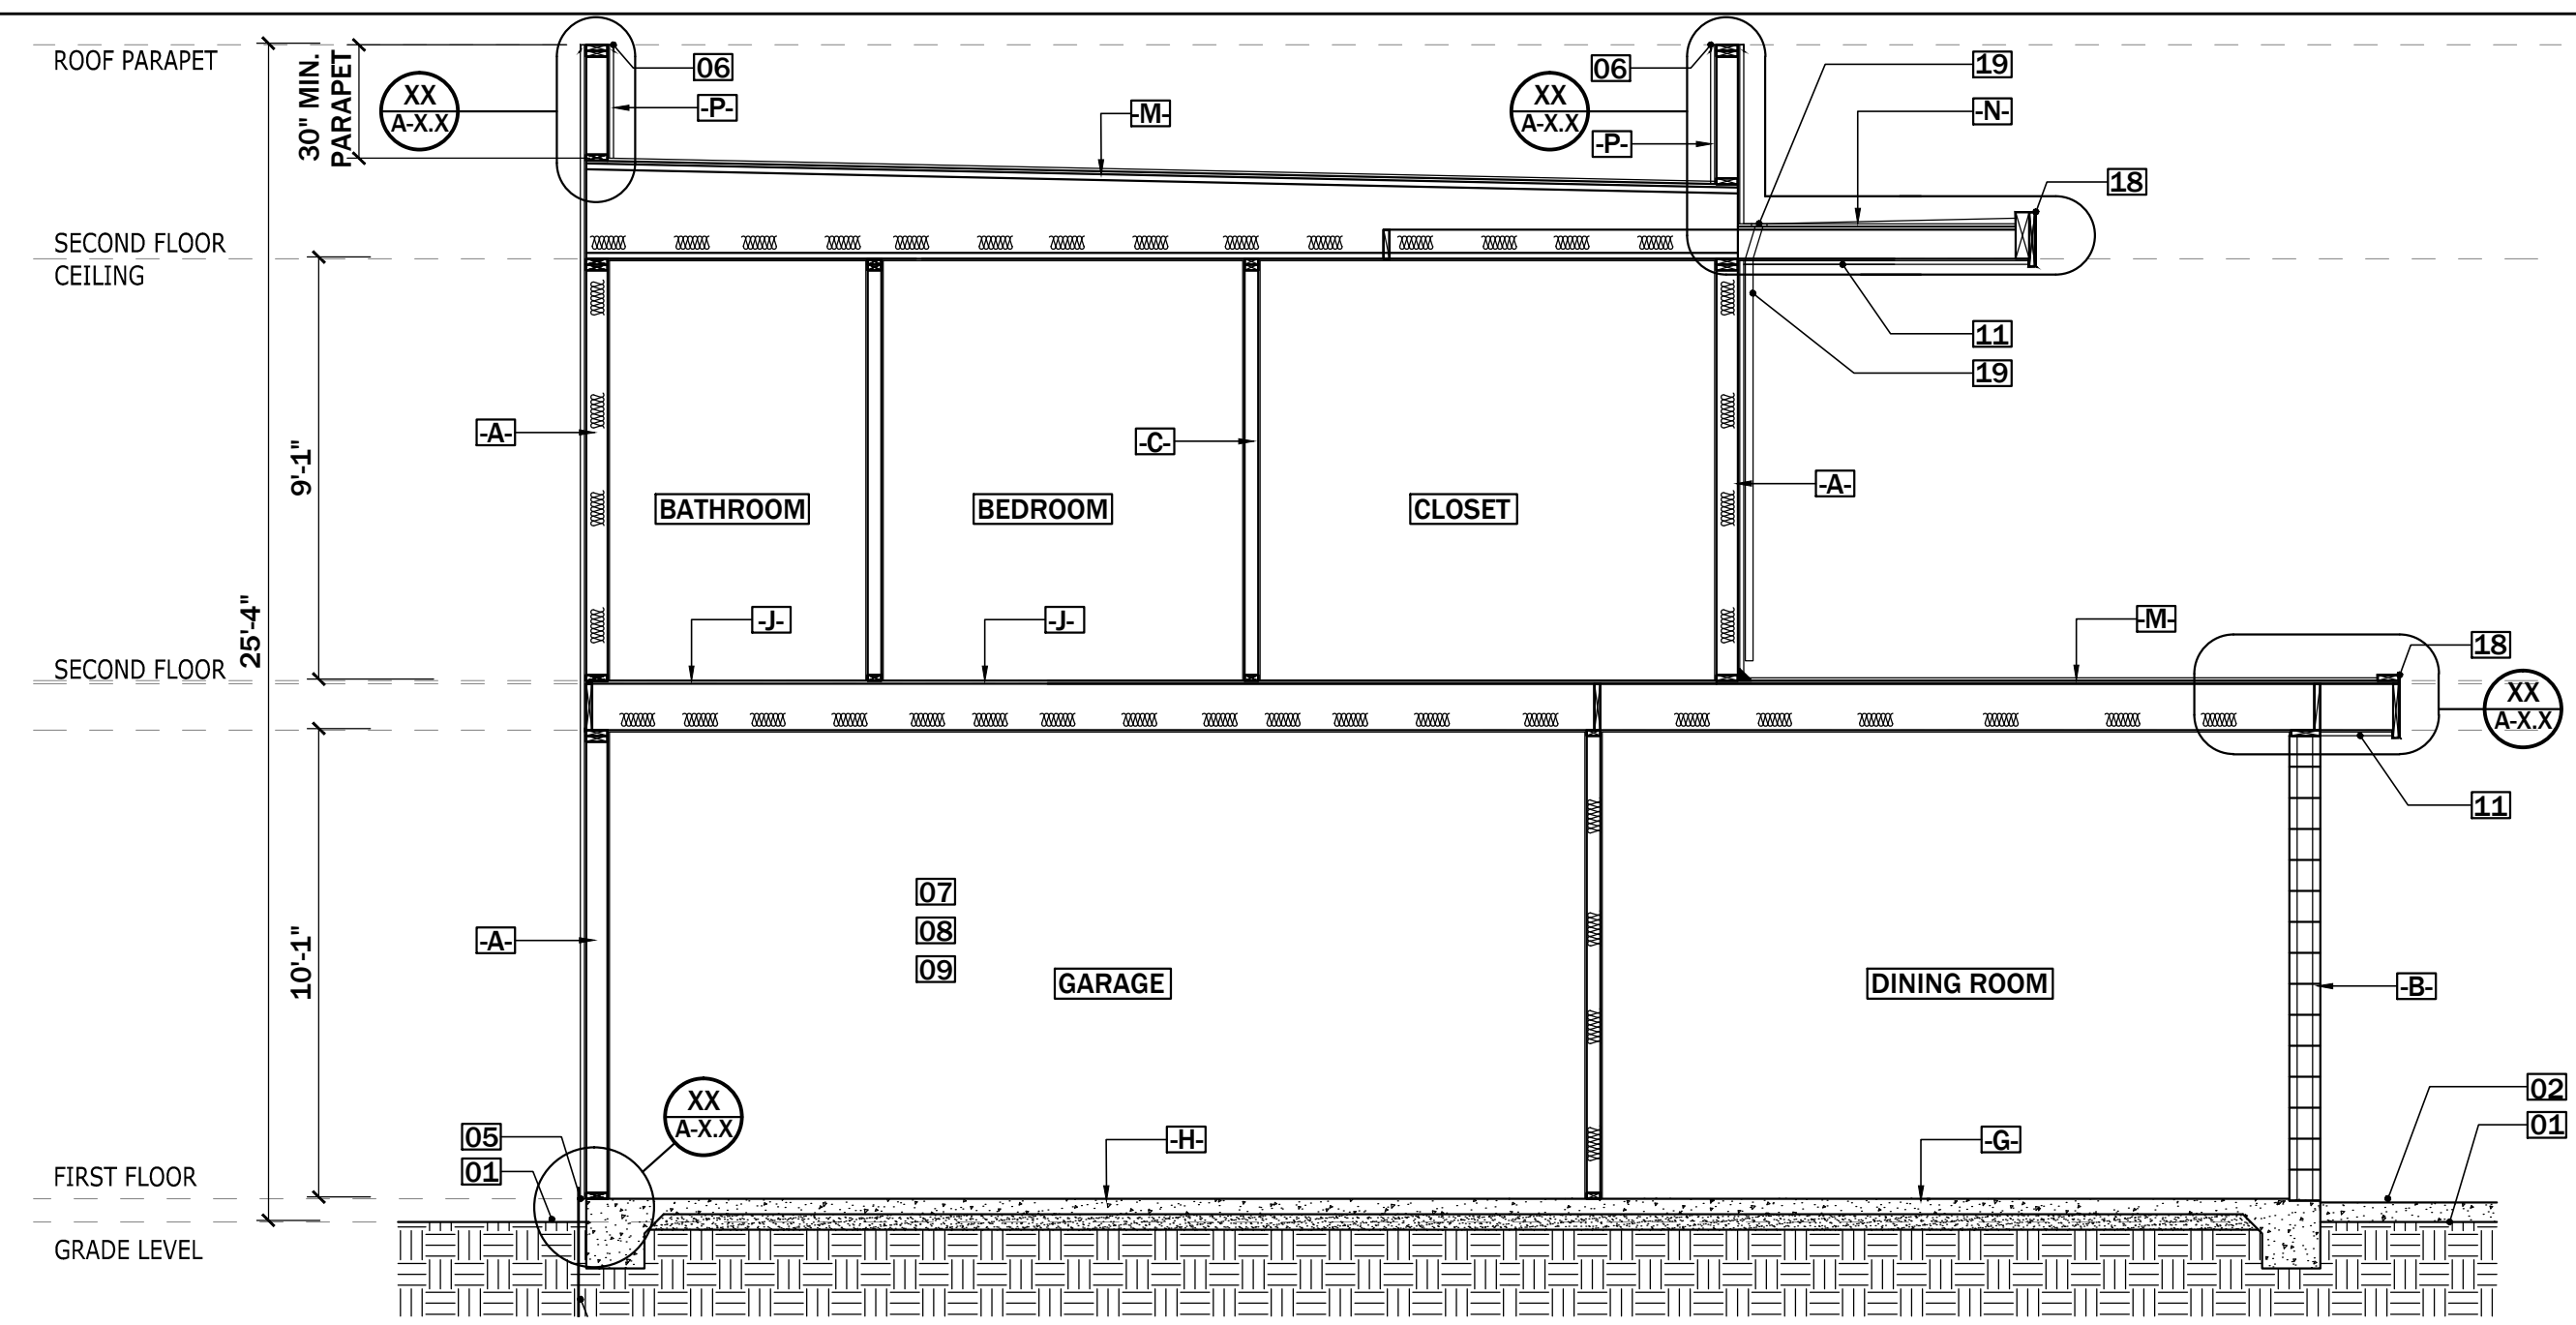 ROOF PARAPET
30" MIN.
PARAPET
XX
A-X.X
06
-P-
-M-
06
XX
A-X.X
-P-
19
-N-
18
SECOND FLOOR
CEILING
11
19
9'-1"
-A-
-C-
-A-
BATHROOM
BEDROOM
CLOSET
25'-4"
-J-
-J-
-M-
18
SECOND FLOOR
XX
A-X.X
11
07
08
09
10'-1"
-A-
GARAGE
DINING ROOM
-B-
XX
A-X.X
02
01
05
01
-H-
-G-
FIRST FLOOR
GRADE LEVEL